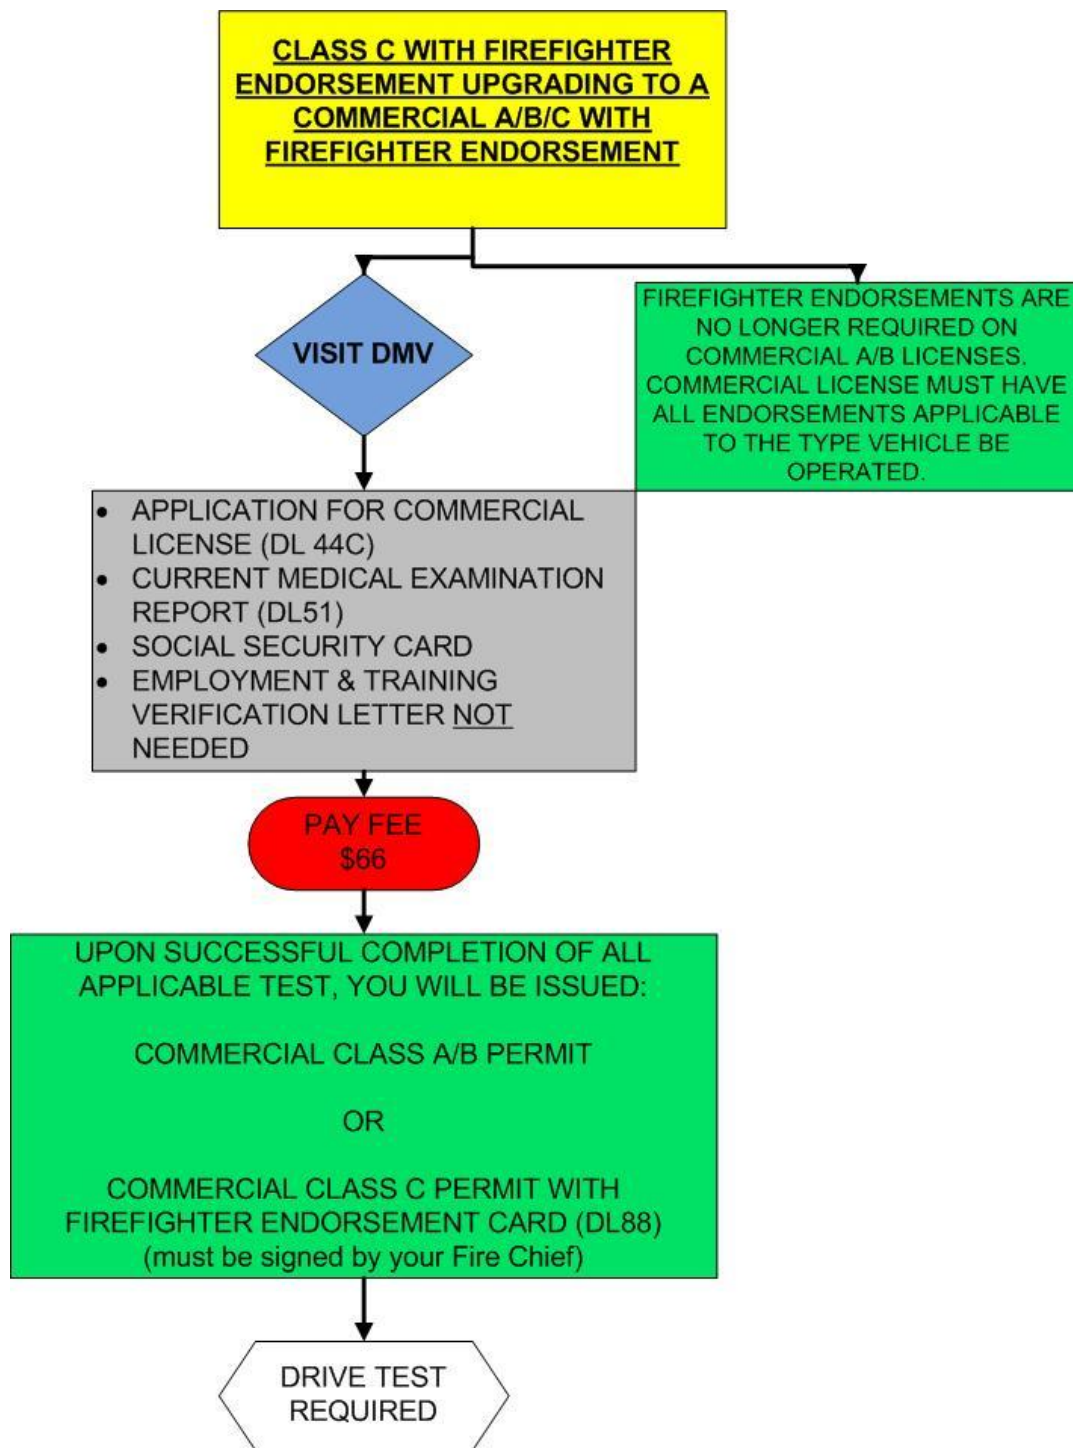 CLASS C WITH FIREFIGHTER
ENDORSEMENT UPGRADING TO A
COMMERCIAL A/B/C WITH
FIREFIGHTER ENDORSEMENT
VISIT DMV
FIREFIGHTER ENDORSEMENTS ARE
NO LONGER REQUIRED ON
COMMERCIAL A/B LICENSES.
COMMERCIAL LICENSE MUST HAVE
ALL ENDORSEMENTS APPLICABLE
TO THE TYPE VEHICLE BE
OPERATED.
• APPLICATION FOR COMMERCIAL
LICENSE (DL 44C)
• CURRENT MEDICAL EXAMINATION
REPORT (DL51)
• SOCIAL SECURITY CARD
• EMPLOYMENT & TRAINING
VERIFICATION LETTER NOT
NEEDED
PAY FEE
$66
UPON SUCCESSFUL COMPLETION OF ALL
APPLICABLE TEST, YOU WILL BE ISSUED:
COMMERCIAL CLASS A/B PERMIT
OR
COMMERCIAL CLASS C PERMIT WITH
FIREFIGHTER ENDORSEMENT CARD (DL88)
(must be signed by your Fire Chief)
DRIVE TEST
REQUIRED